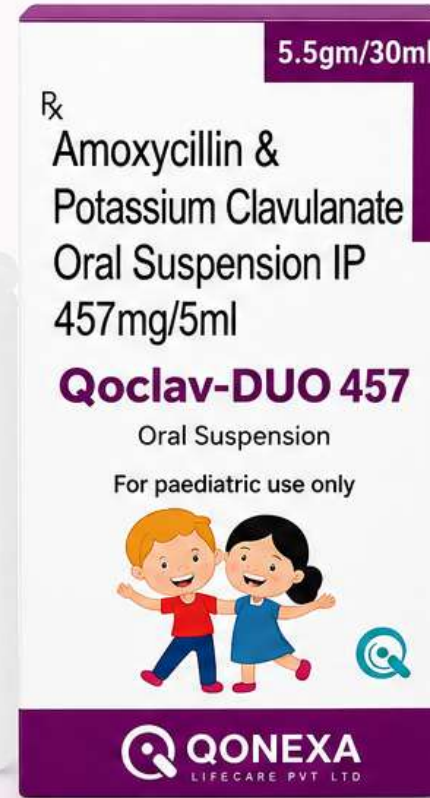 5.5gm/30ml
Rx
Amoxycillin &
Potassium Clavulanate
Oral Suspension IP
457mg/5ml
Qoclav-DUO 457
Oral Suspension
For paediatric use only
QONEXA
LIFECARE PVT LTD